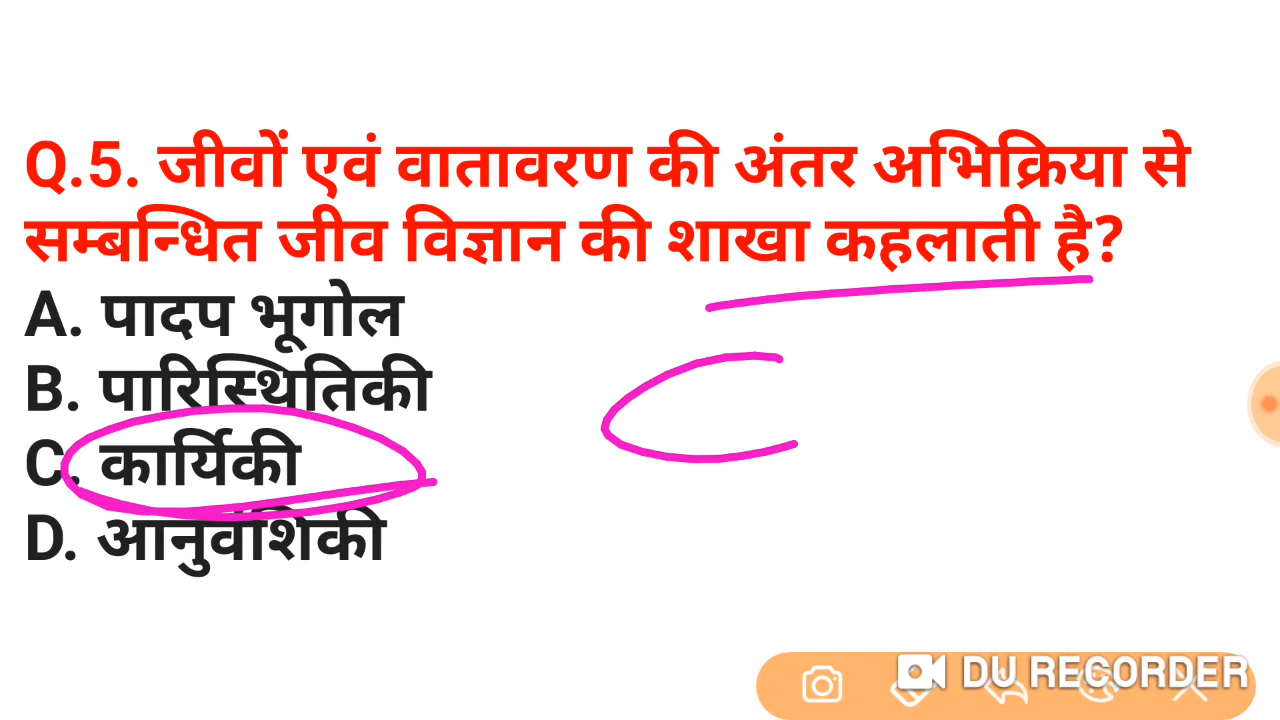 Q.5. जीवों एवं वातावरण की अंतर अभिक्रिया से
सम्बन्धित जीव विज्ञान की शाखा कहलाती है?
A. पादप भूगोल
B. पारिस्थितिकी
C. कार्यिकी
D. आनुवंशिकी
DU RECORDER